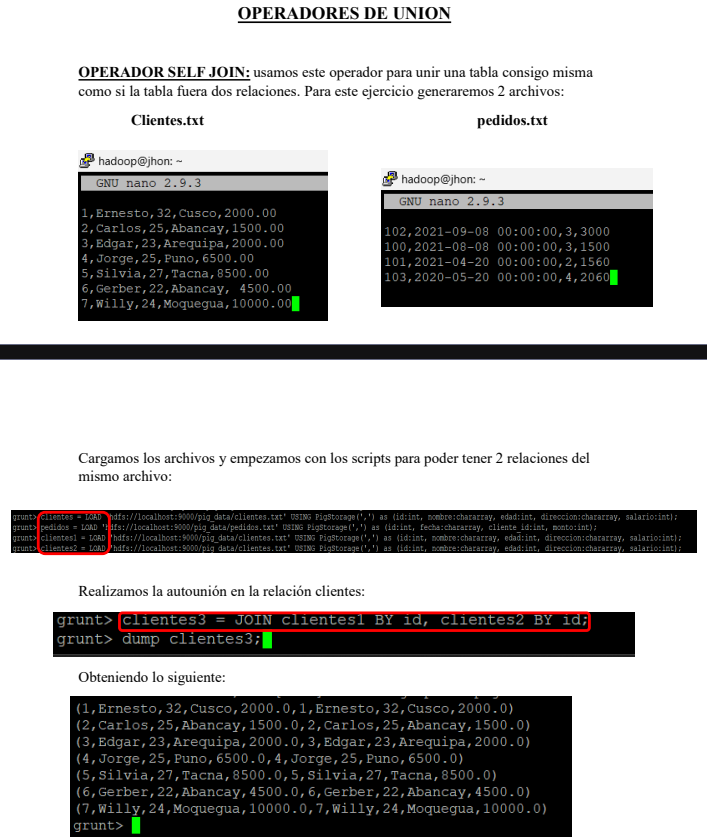 OPERADORES DE UNION
OPERADOR SELF JOIN: usamos este operador para unir una tabla consigo misma
como si la tabla fuera dos relaciones. Para este ejercicio generaremos 2 archivos:
Clientes.txt
pedidos.txt
hadoop@jhon: ~
GNU nano 2.9.3
1,Ernesto,32,Cusco,2000.00
2,Carlos,25,Abancay,1500.00
3,Edgar,23,Arequipa,2000.00
4,Jorge,25,Puno,6500.00
5,Silvia,27,Tacna,8500.00
6,Gerber,22,Abancay, 4500.00
7,Willy,24,Moquegua,10000.00
hadoop@jhon: ~
GNU nano 2.9.3
102,2021-09-08 00:00:00,3,3000
100,2021-08-08 00:00:00,3,1500
101,2021-04-20 00:00:00,2,1560
103,2020-05-20 00:00:00,4,2060
Cargamos los archivos y empezamos con los scripts para poder tener 2 relaciones del
mismo archivo:
grunt> clientes = LOAD 'hdfs://localhost:9000/pig_data/clientes.txt' USING PigStorage(',') as (id:int, nombre:chararray, edad:int, direccion:chararray, salario:int);
grunt> pedidos = LOAD 'hdfs://localhost:9000/pig_data/pedidos.txt' USING PigStorage(',') as (id:int, fecha:chararray, cliente_id:int, monto:int);
grunt> clientes1 = LOAD 'hdfs://localhost:9000/pig_data/clientes.txt' USING PigStorage(',') as (id:int, nombre:chararray, edad:int, direccion:chararray, salario:int);
grunt> clientes2 = LOAD 'hdfs://localhost:9000/pig_data/clientes.txt' USING PigStorage(',') as (id:int, nombre:chararray, edad:int, direccion:chararray, salario:int);
Realizamos la autounión en la relación clientes:
grunt> clientes3 = JOIN clientes1 BY id, clientes2 BY id;
grunt> dump clientes3;
Obteniendo lo siguiente:
(1,Ernesto,32,Cusco,2000.0,1,Ernesto,32,Cusco,2000.0)
(2,Carlos,25,Abancay,1500.0,2,Carlos,25,Abancay,1500.0)
(3,Edgar,23,Arequipa,2000.0,3,Edgar,23,Arequipa,2000.0)
(4,Jorge,25,Puno,6500.0,4,Jorge,25,Puno,6500.0)
(5,Silvia,27,Tacna,8500.0,5,Silvia,27,Tacna,8500.0)
(6,Gerber,22,Abancay,4500.0,6,Gerber,22,Abancay,4500.0)
(7,Willy,24,Moquegua,10000.0,7,Willy,24,Moquegua,10000.0)
grunt>